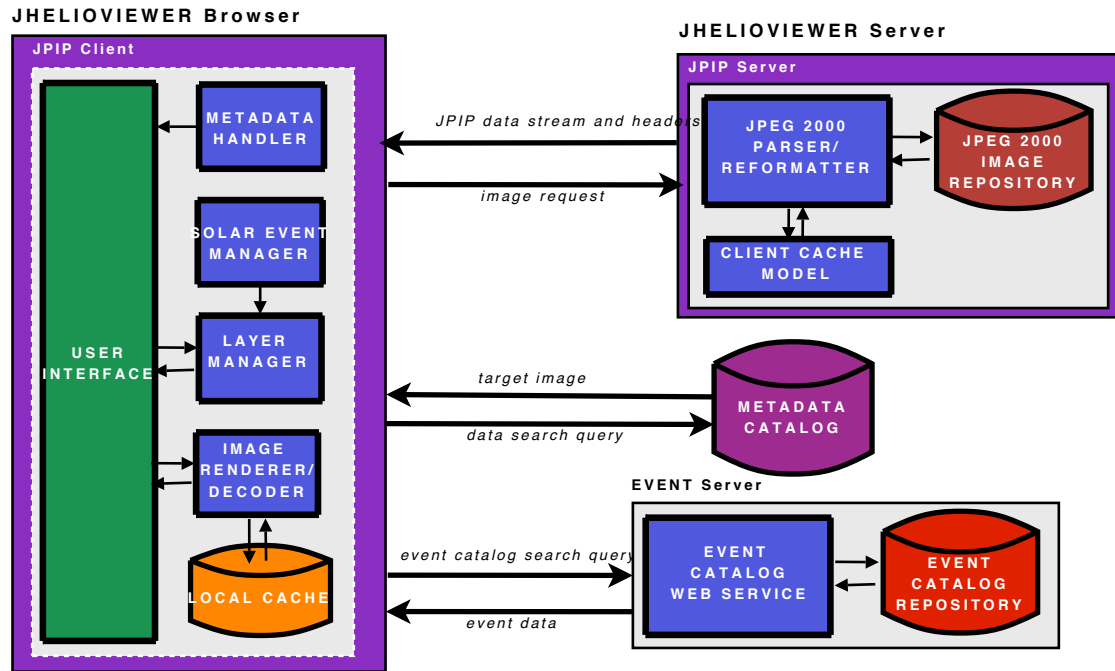 JHELIOVIEWER Browser
JPIP Client
METADATA
HANDLER
SOLAR EVENT
MANAGER
LAYER
MANAGER
USER
INTERFACE
IMAGE
RENDERER/
DECODER
LOCAL CACHE
JPIP data stream and headers
image request
target image
data search query
event catalog search query
event data
JHELIOVIEWER Server
JPIP Server
JPEG 2000
PARSER/
REFORMATTER
JPEG 2000
IMAGE
REPOSITORY
CLIENT CACHE
MODEL
METADATA
CATALOG
EVENT Server
EVENT
CATALOG
WEB SERVICE
EVENT
CATALOG
REPOSITORY